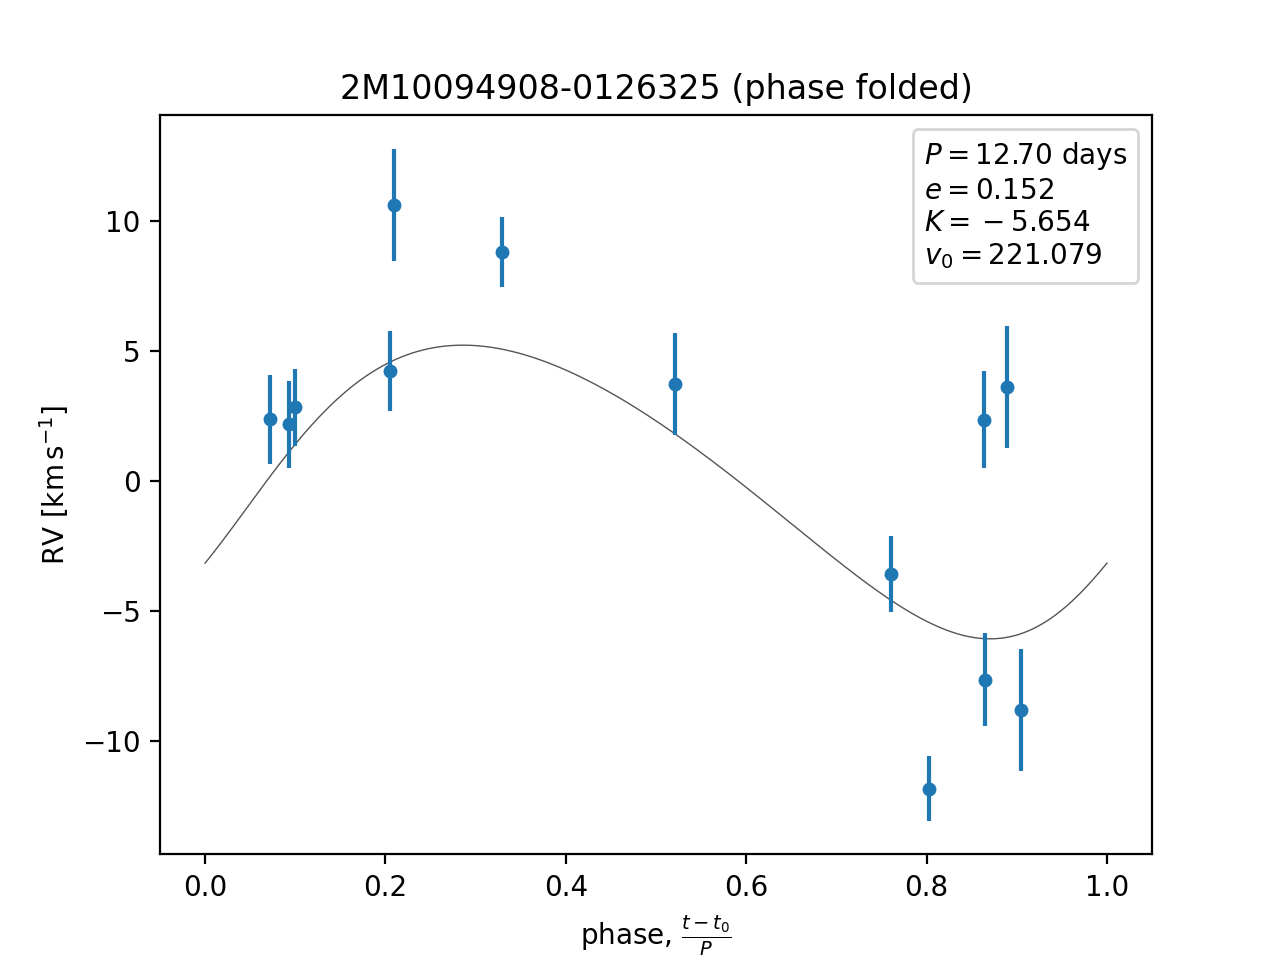 2M10094908-0126325 (phase folded)
P = 12.70 days
e = 0.152
K = −5.654
v₀ = 221.079
RV [km s⁻¹]
10
5
0
−5
−10
0.0 0.2 0.4 0.6 0.8 1.0
phase, (t − t₀)/P